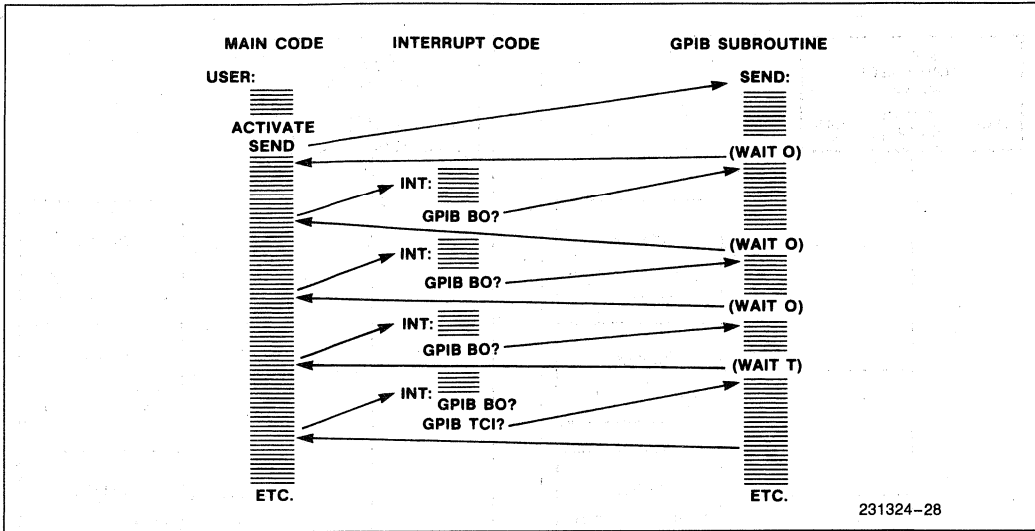 MAIN CODE INTERRUPT CODE GPIB SUBROUTINE
USER: SEND:
ACTIVATE
SEND
(WAIT O)
INT:
GPIB BO?
(WAIT O)
INT:
GPIB BO?
(WAIT O)
INT:
GPIB BO?
(WAIT T)
INT:
GPIB BO?
GPIB TCI?
ETC. ETC.
231324–28